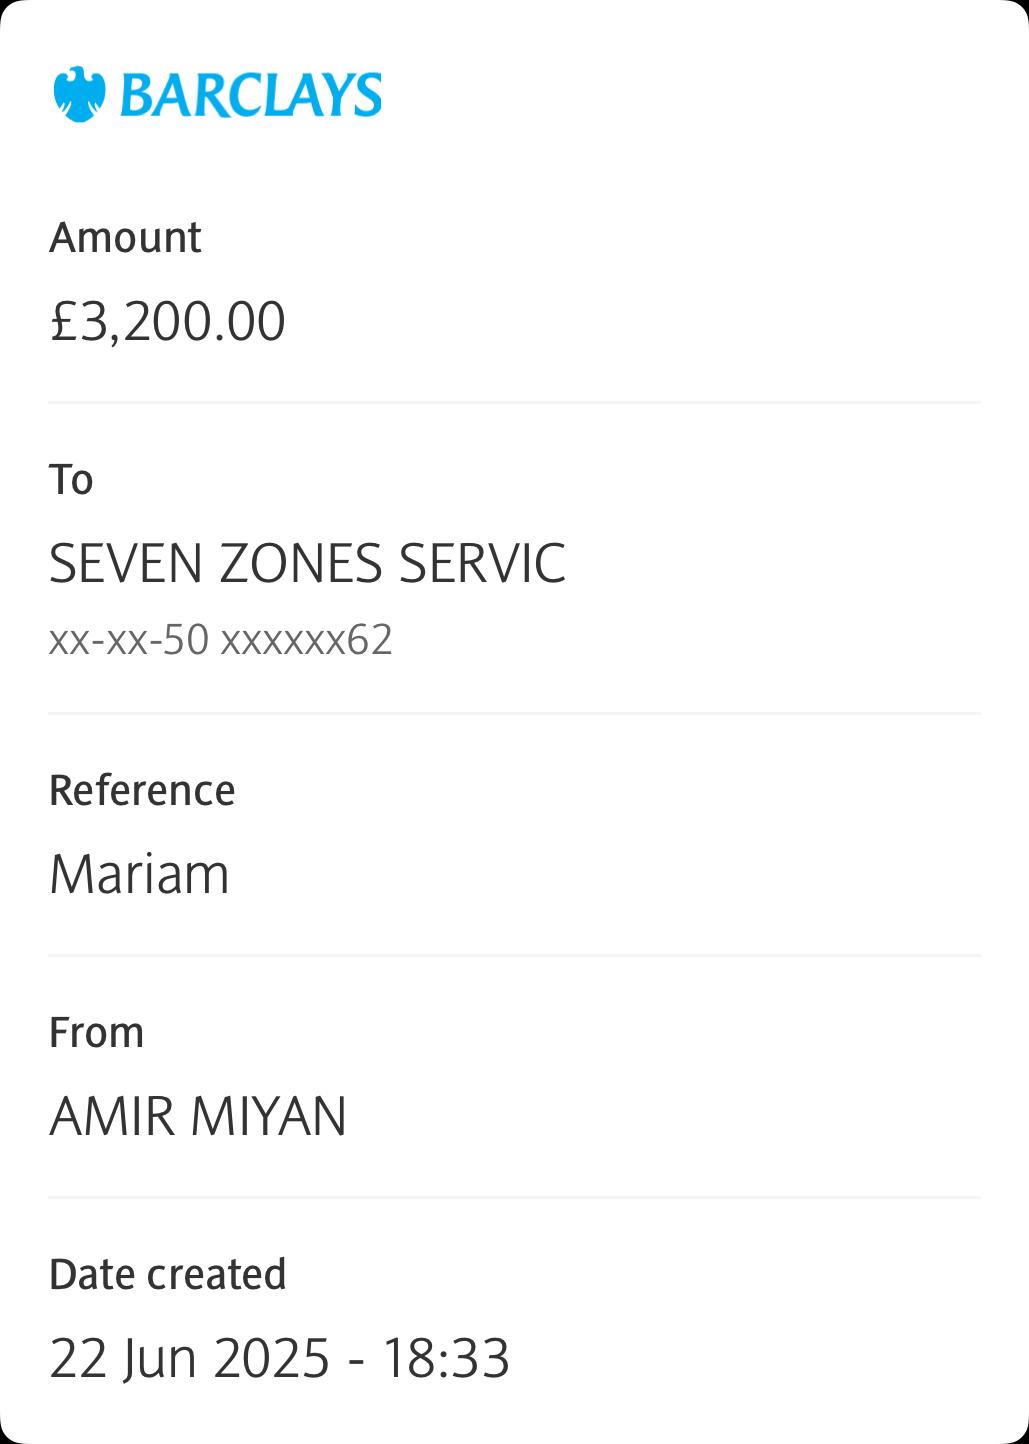 BARCLAYS
Amount
£3,200.00
To
SEVEN ZONES SERVIC
xx-xx-50 xxxxxx62
Reference
Mariam
From
AMIR MIYAN
Date created
22 Jun 2025 - 18:33